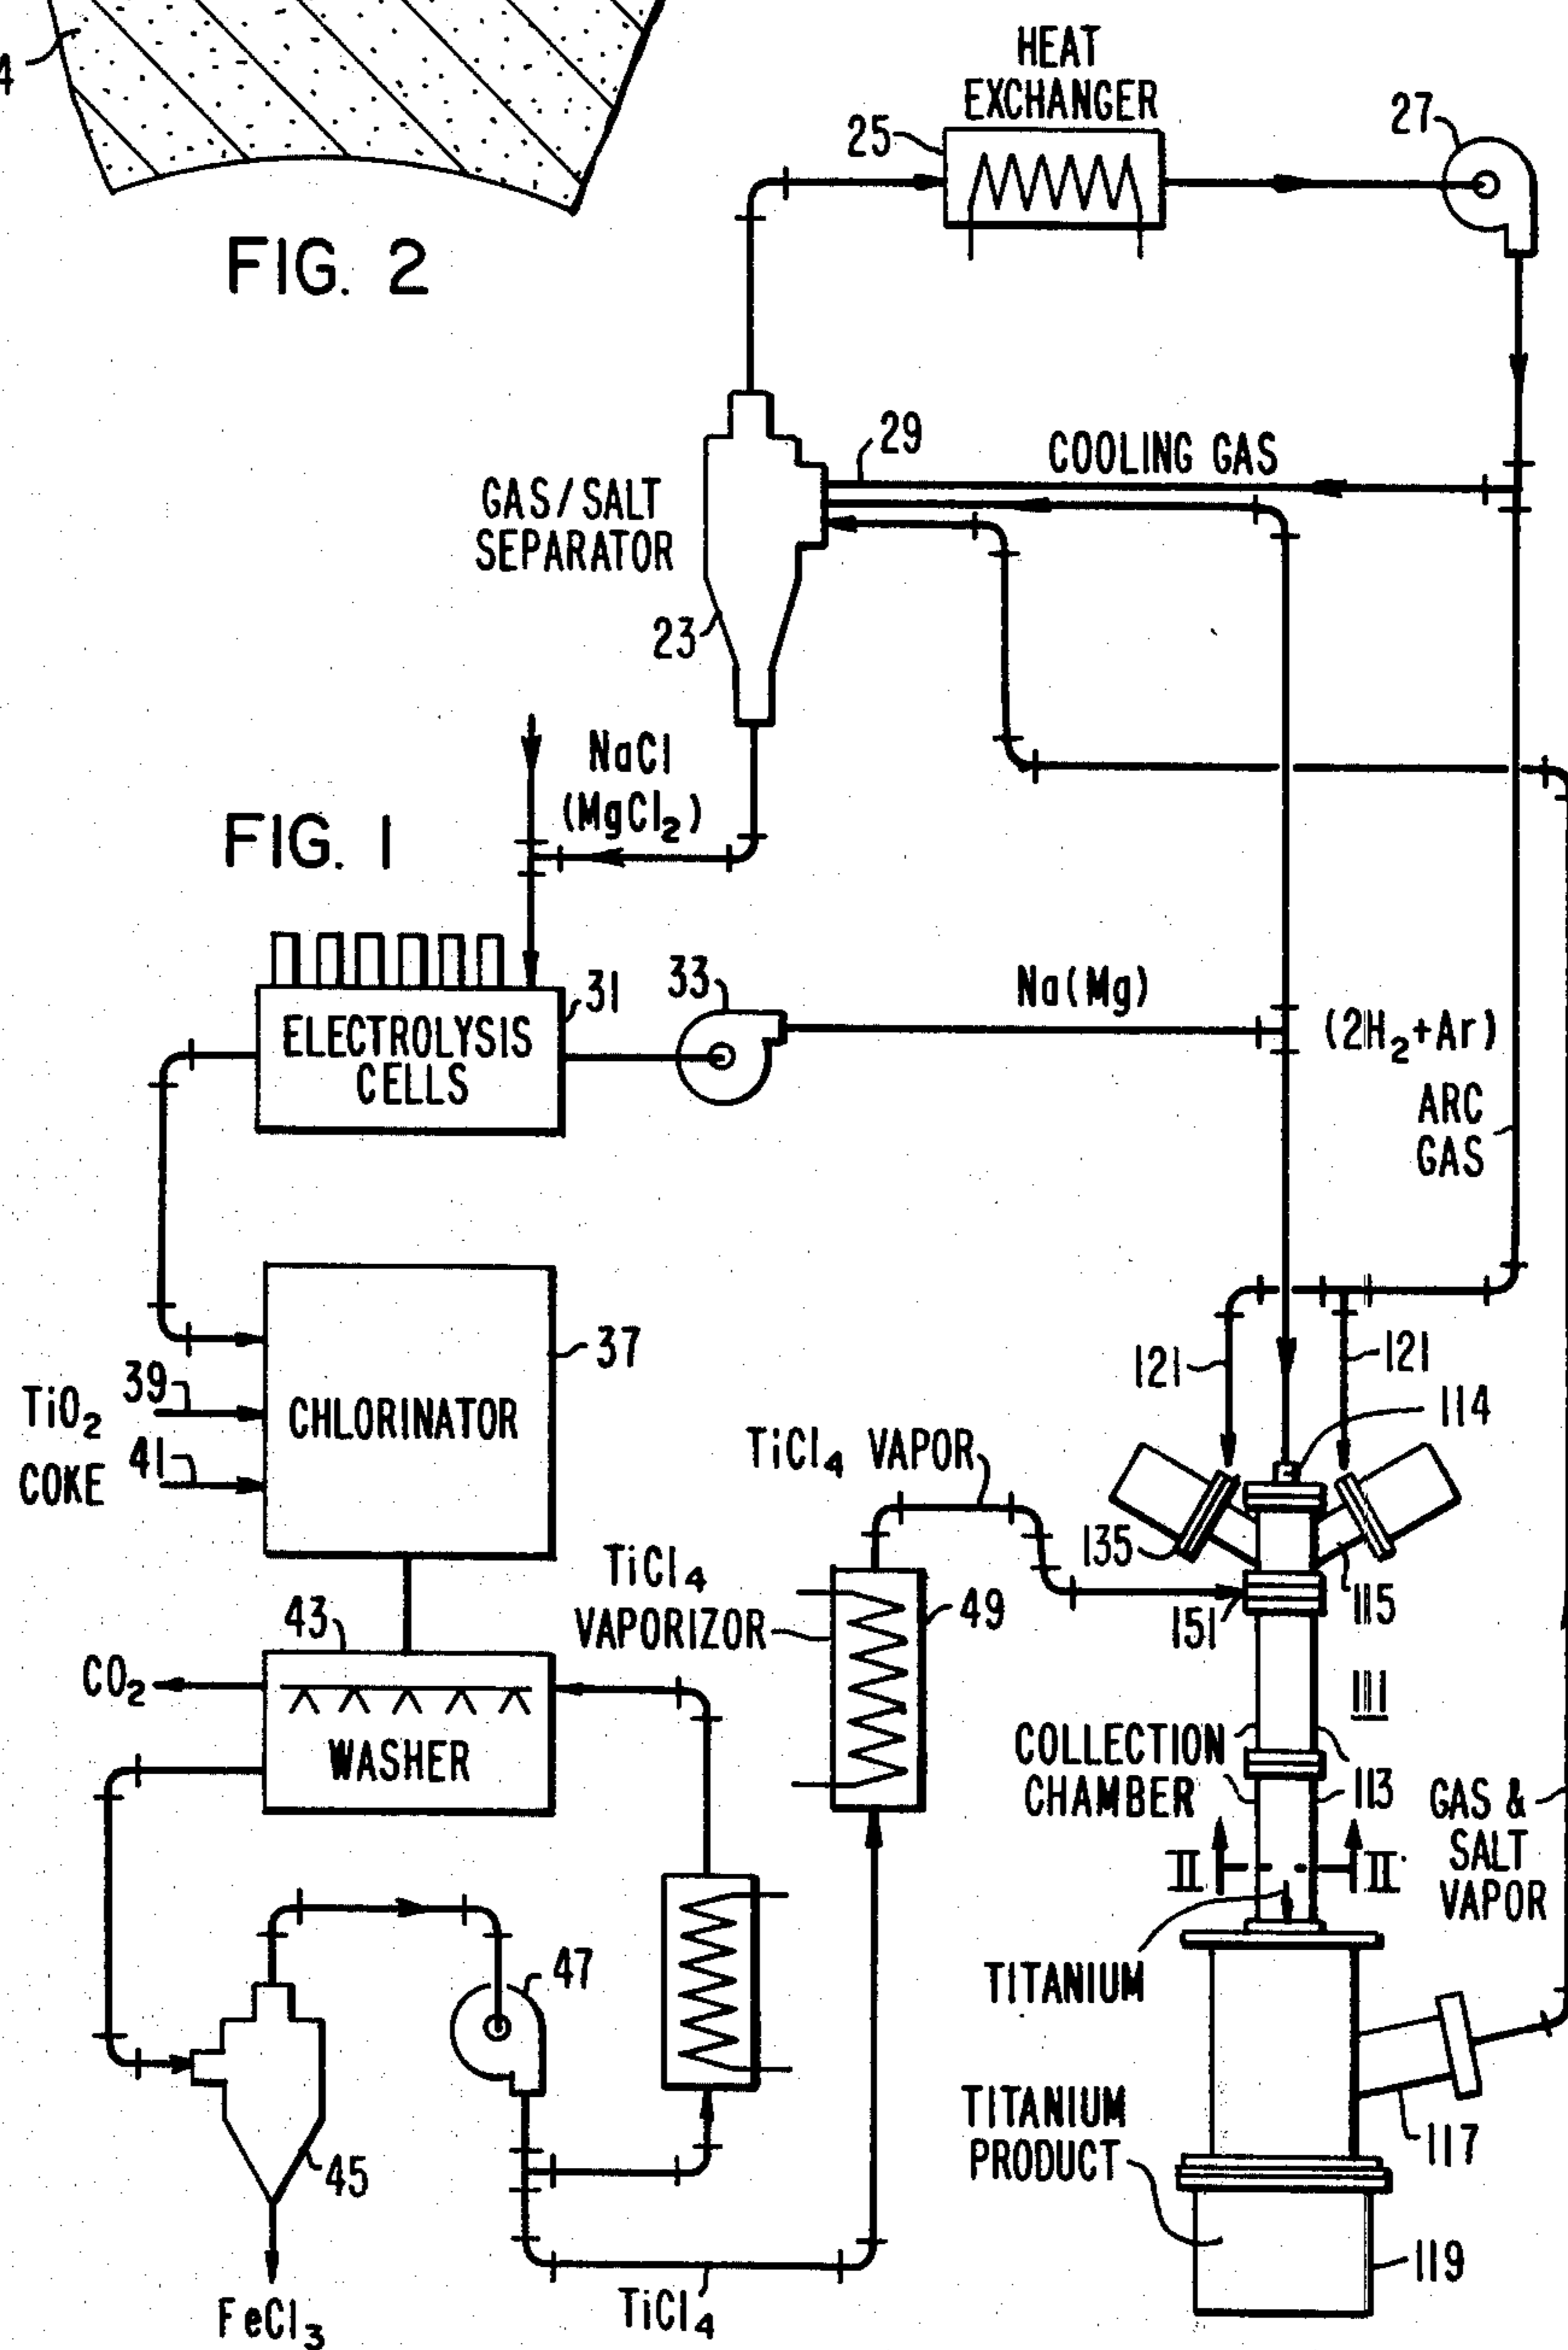 4
FIG. 2
HEAT
EXCHANGER
25
27
29
COOLING GAS
GAS/SALT
SEPARATOR
23
NaCl
(MgCl₂)
FIG. 1
31
33
Na(Mg)
(2H₂+Ar)
ELECTROLYSIS
CELLS
ARC
GAS
37
121
121
114
TiO₂
39
CHLORINATOR
COKE
41
TiCl₄ VAPOR
135
115
TiCl₄
VAPORIZOR
49
151
43
CO₂
WASHER
111
COLLECTION
CHAMBER
113
GAS &
SALT
VAPOR
II
II
TITANIUM
47
45
TITANIUM
PRODUCT
117
119
FeCl₃
TiCl₄